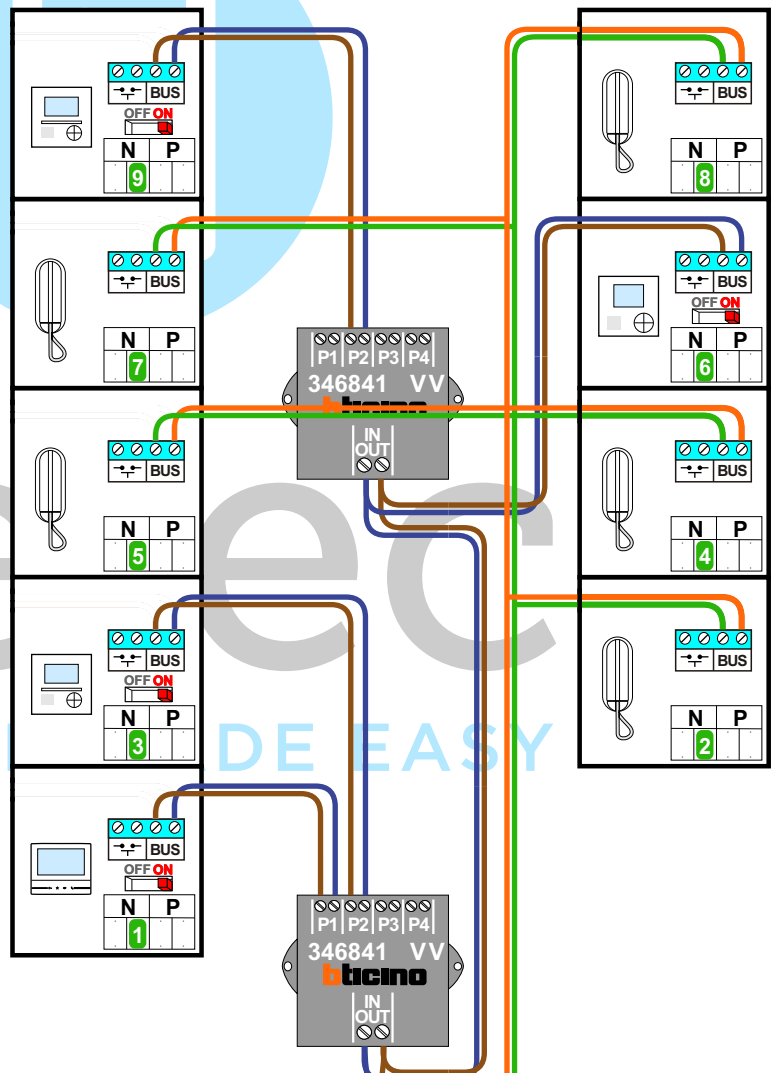 BUS
OFF ON
N P
9
BUS
N P
8
BUS
N P
7
BUS
OFF ON
N P
6
P1 P2 P3 P4
346841 VV
bticino
IN
OUT
BUS
N P
5
BUS
N P
4
BUS
OFF ON
N P
3
BUS
N P
2
DE EASY
BUS
OFF ON
N P
1
P1 P2 P3 P4
346841 VV
bticino
IN
OUT
ec